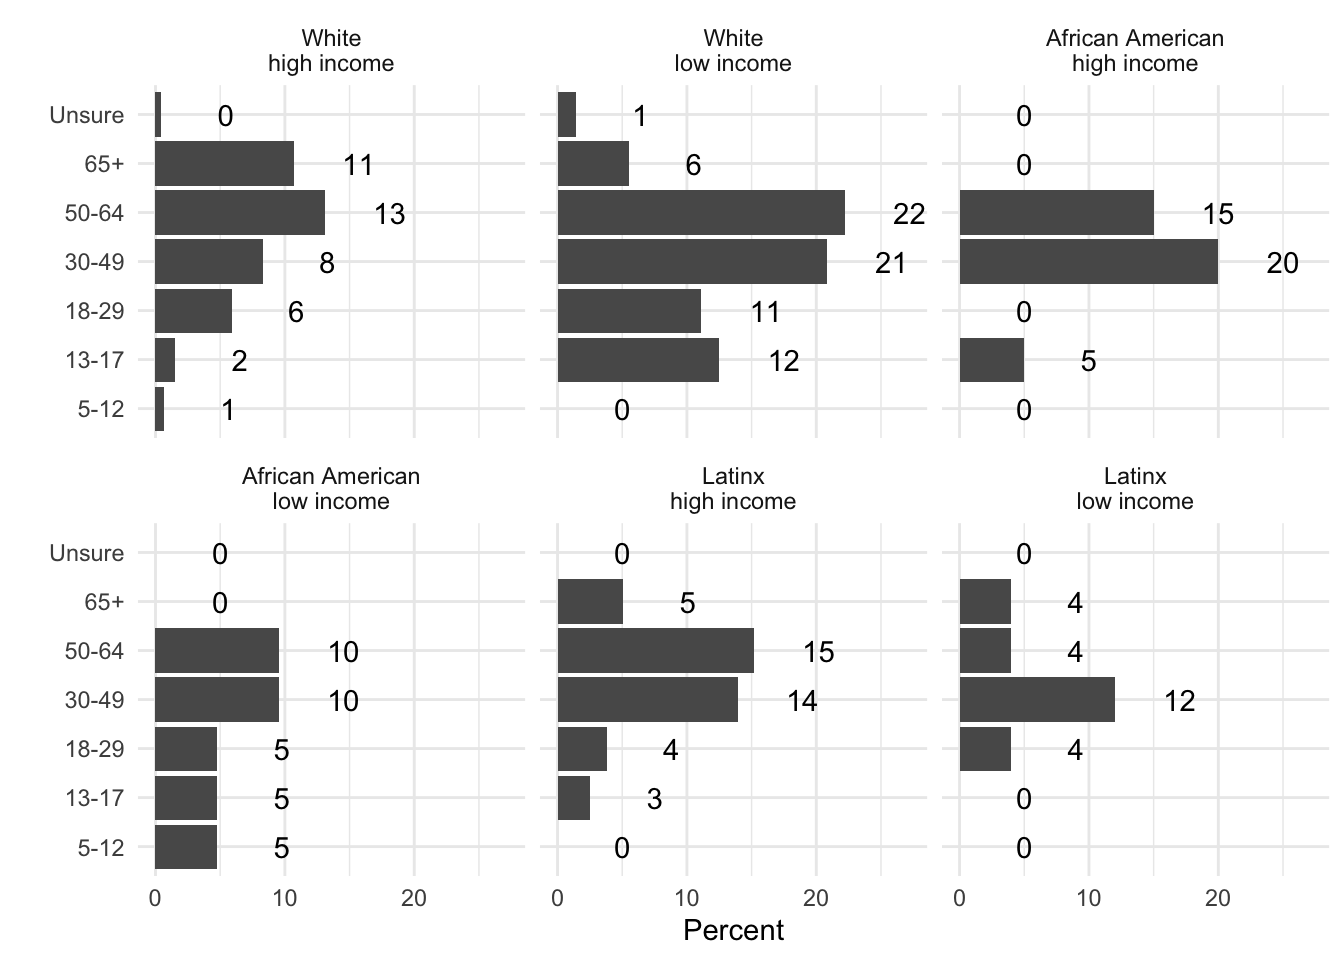 White
high income
White
low income
African American
high income
Unsure 0 1 0
65+ 11 6 0
50-64 13 22 15
30-49 8 21 20
18-29 6 11 0
13-17 2 12 5
5-12 1 0 0
African American
low income
Latinx
high income
Latinx
low income
Unsure 0 0 0
65+ 0 5 4
50-64 10 15 4
30-49 10 14 12
18-29 5 4 4
13-17 5 3 0
5-12 5 0 0
0 10 20 0 10 20 0 10 20
Percent